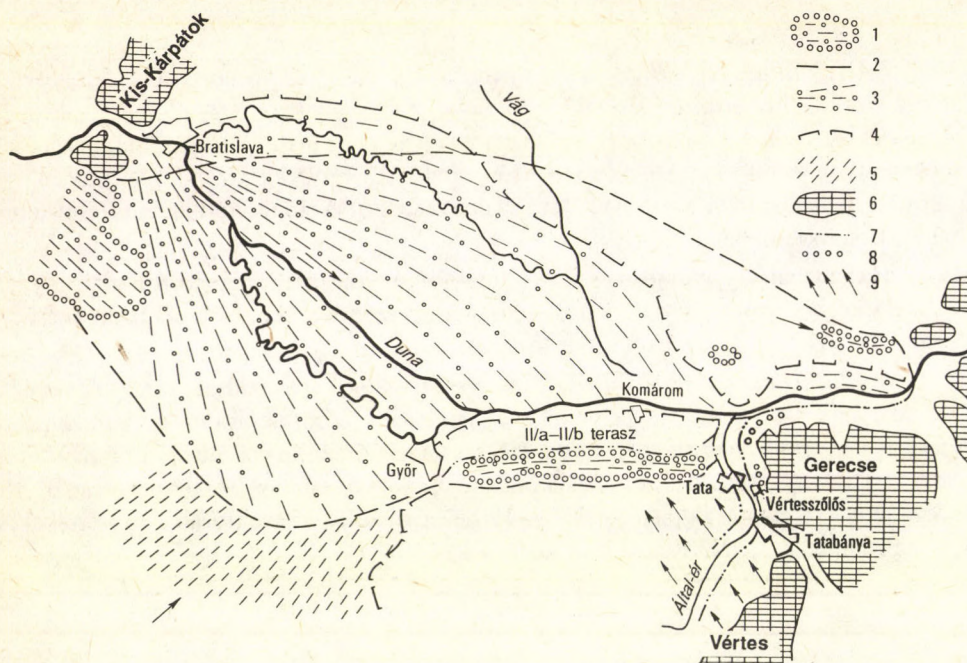 Kis-Kárpátok
Bratislava
Vág
Duna
Komárom
II/a–II/b terasz
Győr
Tata
Gerecse
Vértesszőlős
Tatabánya
Által-ér
Vértes
1
2
3
4
5
6
7
8
9